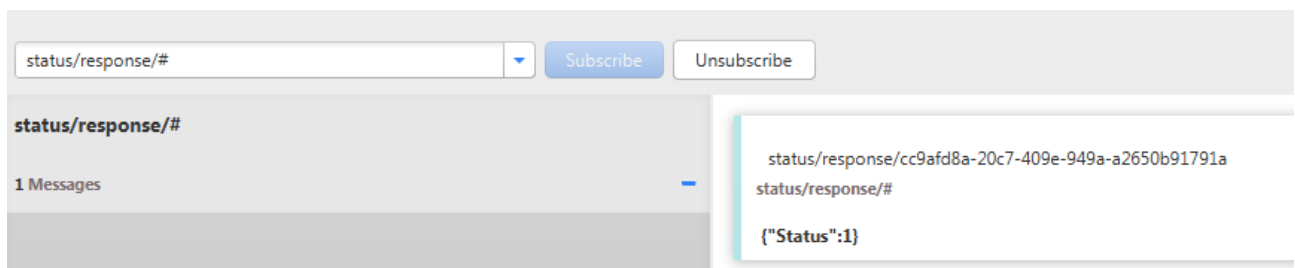 status/response/#
Subscribe
Unsubscribe
status/response/#
1 Messages
status/response/cc9afd8a-20c7-409e-949a-a2650b91791a
status/response/#
{"Status":1}